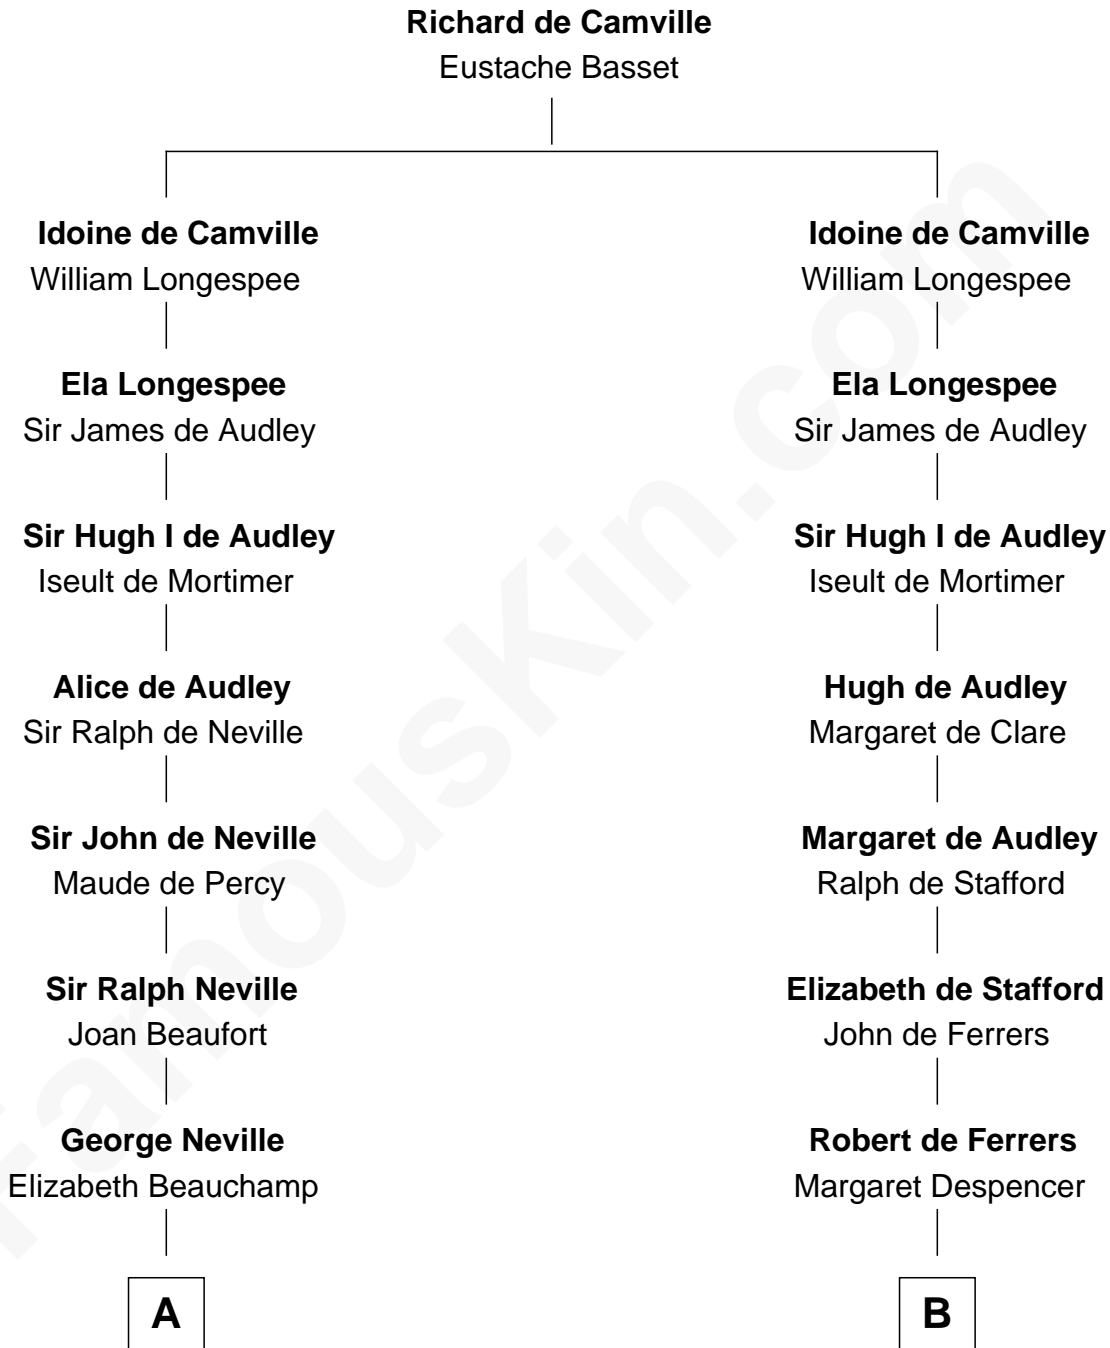 Richard de Camville
Eustache Basset
Idoine de Camville
William Longespee
Idoine de Camville
William Longespee
Ela Longespee
Sir James de Audley
Ela Longespee
Sir James de Audley
Sir Hugh I de Audley
Iseult de Mortimer
Sir Hugh I de Audley
Iseult de Mortimer
Alice de Audley
Sir Ralph de Neville
Hugh de Audley
Margaret de Clare
Sir John de Neville
Maude de Percy
Margaret de Audley
Ralph de Stafford
Sir Ralph Neville
Joan Beaufort
Elizabeth de Stafford
John de Ferrers
George Neville
Elizabeth Beauchamp
Robert de Ferrers
Margaret Despencer
A
B
FamousKin.com